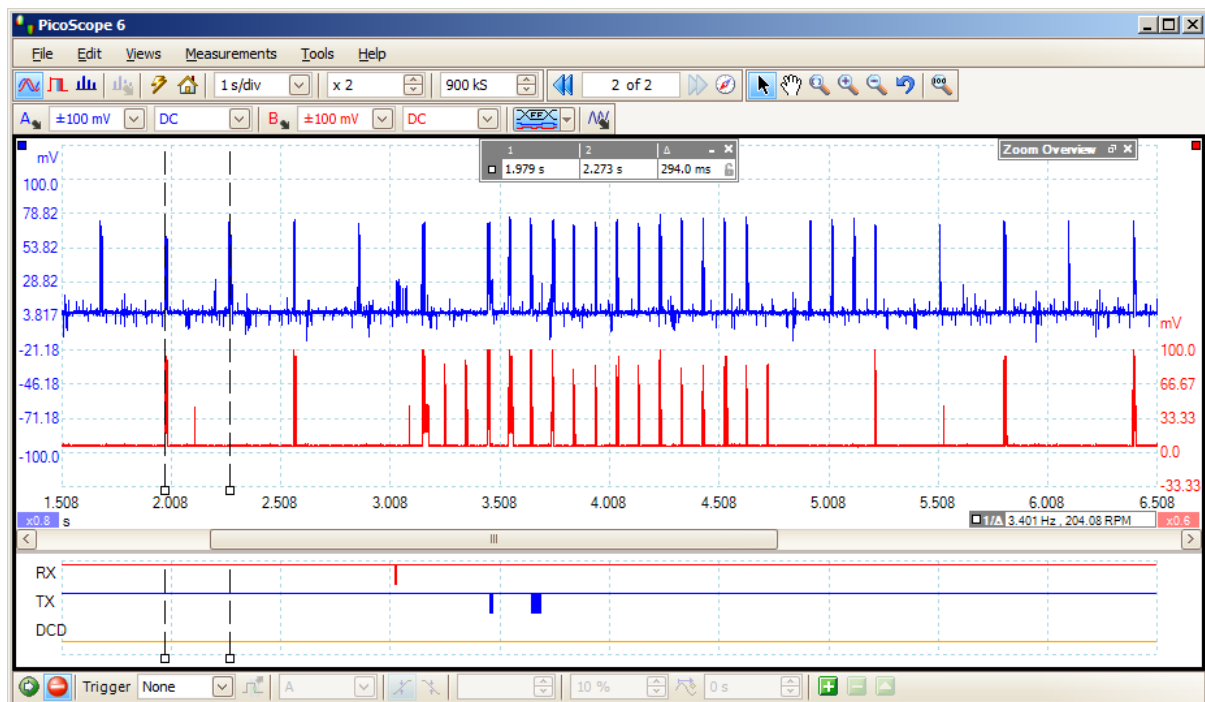 PicoScope 6
File Edit Views Measurements Tools Help
1 s/div x 2 900 kS 2 of 2
A ±100 mV DC B ±100 mV DC
1 2 Δ
1.979 s 2.273 s 294.0 ms
Zoom Overview
mV
100.0
78.82
53.82
28.82
3.817
-21.18
-46.18
-71.18
-100.0
mV
100.0
66.67
33.33
0.0
-33.33
1.508 2.008 2.508 3.008 3.508 4.008 4.508 5.008 5.508 6.008 6.508
x0.8 s 1/Δ 3.401 Hz , 204.08 RPM x0.6
RX
TX
DCD
Trigger None A 10 % 0 s